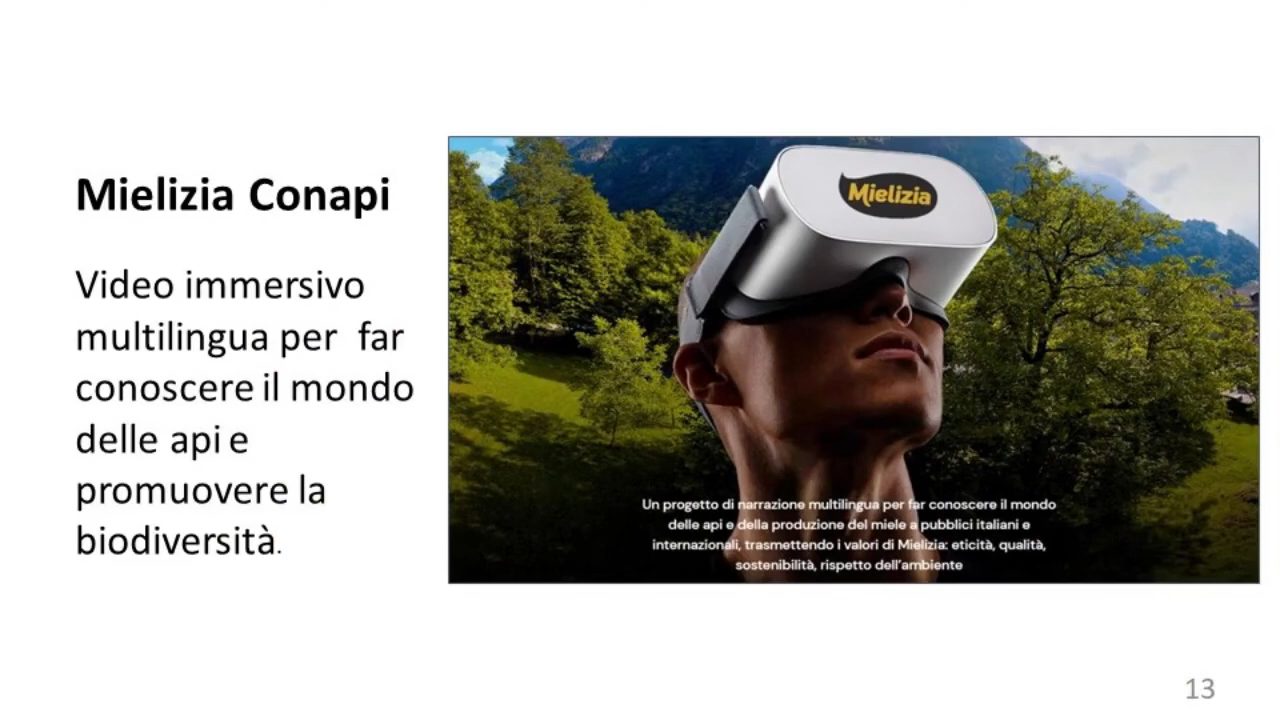 Mielizia Conapi
Video immersivo
multilingua per far
conoscere il mondo
delle api e
promuovere la
biodiversità.
Mielizia
Un progetto di narrazione multilingua per far conoscere il mondo
delle api e della produzione del miele a pubblici italiani e
internazionali, trasmettendo i valori di Mielizia: eticità, qualità,
sostenibilità, rispetto dell'ambiente
13